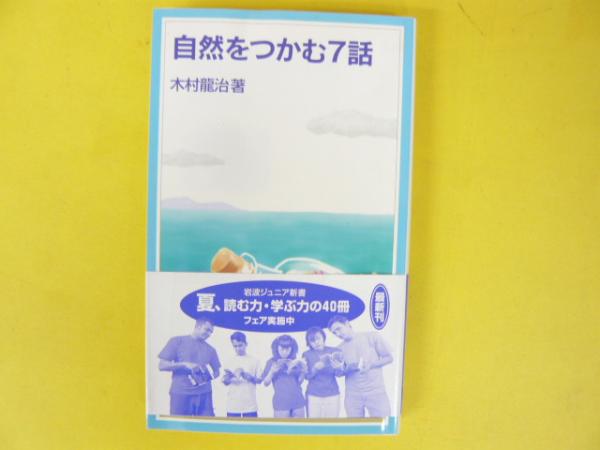 自然をつかむ7話
木村龍治著
岩波ジュニア新書
夏、読む力・学ぶ力の40冊
フェア実施中
最新刊